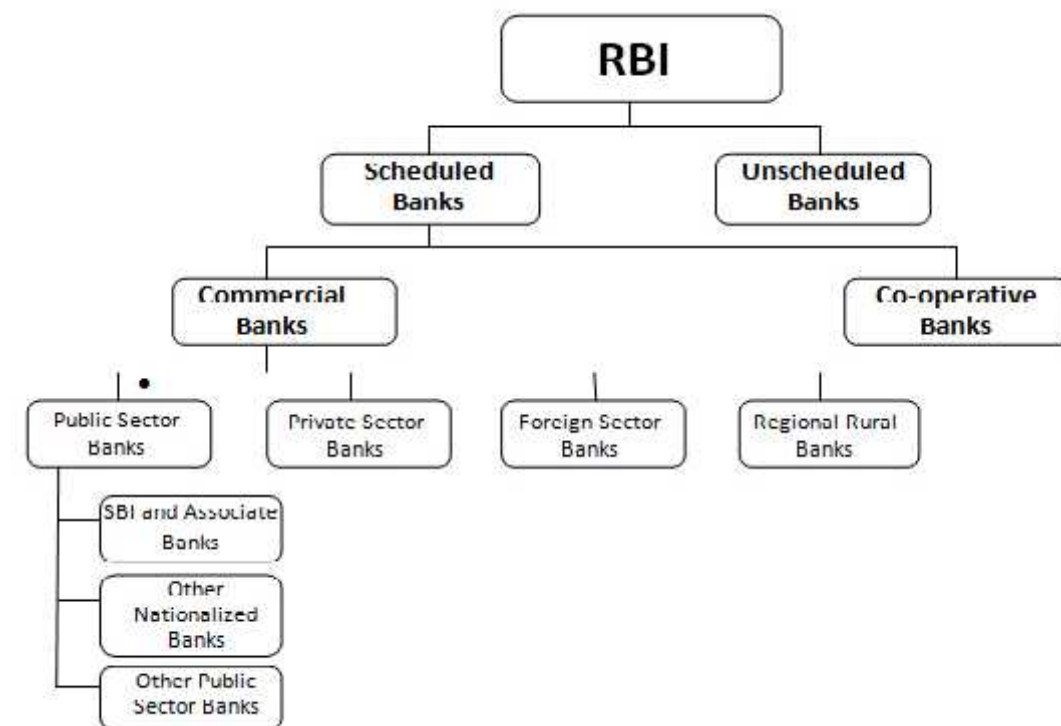 RBI
Scheduled
Banks
Unscheduled
Banks
Commercial
Banks
Co-operative
Banks
Public Sector
Banks
Private Sector
Banks
Foreign Sector
Banks
Regional Rural
Banks
SBI and Associate
Banks
Other
Nationalized
Banks
Other Public
Sector Banks